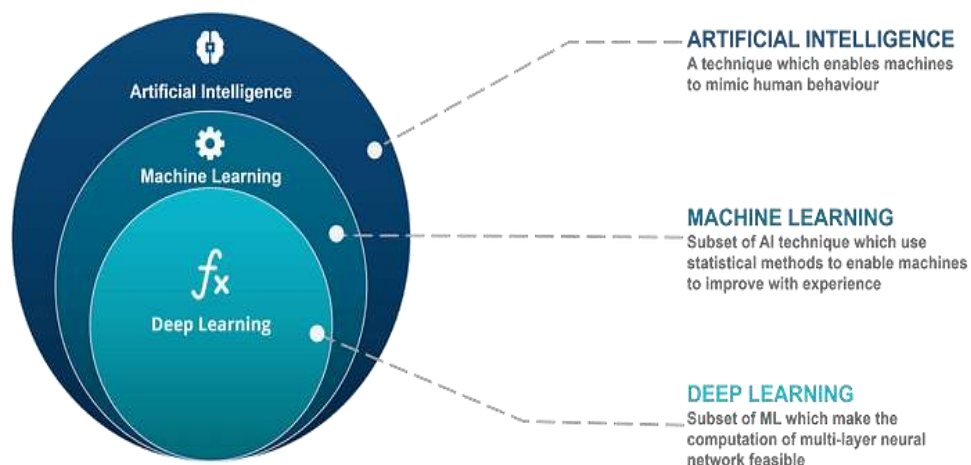 Artificial Intelligence
Machine Learning
fx
Deep Learning
ARTIFICIAL INTELLIGENCE
A technique which enables machines
to mimic human behaviour
MACHINE LEARNING
Subset of AI technique which use
statistical methods to enable machines
to improve with experience
DEEP LEARNING
Subset of ML which make the
computation of multi-layer neural
network feasible